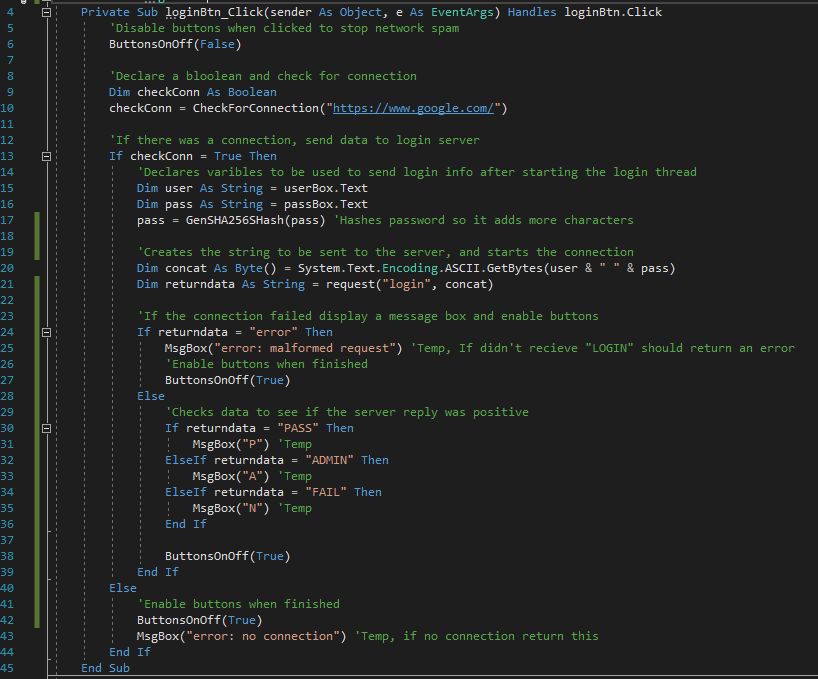 4 Private Sub loginBtn_Click(sender As Object, e As EventArgs) Handles loginBtn.Click
5 'Disable buttons when clicked to stop network spam
6 ButtonsOnOff(False)
7
8 'Declare a bloolean and check for connection
9 Dim checkConn As Boolean
10 checkConn = CheckForConnection("https://www.google.com/")
11
12 'If there was a connection, send data to login server
13 If checkConn = True Then
14 'Declares varibles to be used to send login info after starting the login thread
15 Dim user As String = userBox.Text
16 Dim pass As String = passBox.Text
17 pass = GenSHA256SHash(pass) 'Hashes password so it adds more characters
18
19 'Creates the string to be sent to the server, and starts the connection
20 Dim concat As Byte() = System.Text.Encoding.ASCII.GetBytes(user & " " & pass)
21 Dim returndata As String = request("login", concat)
22
23 'If the connection failed display a message box and enable buttons
24 If returndata = "error" Then
25 MsgBox("error: malformed request") 'Temp, If didn't recieve "LOGIN" should return an error
26 'Enable buttons when finished
27 ButtonsOnOff(True)
28 Else
29 'Checks data to see if the server reply was positive
30 If returndata = "PASS" Then
31 MsgBox("P") 'Temp
32 ElseIf returndata = "ADMIN" Then
33 MsgBox("A") 'Temp
34 ElseIf returndata = "FAIL" Then
35 MsgBox("N") 'Temp
36 End If
37
38 ButtonsOnOff(True)
39 End If
40 Else
41 'Enable buttons when finished
42 ButtonsOnOff(True)
43 MsgBox("error: no connection") 'Temp, if no connection return this
44 End If
45 End Sub